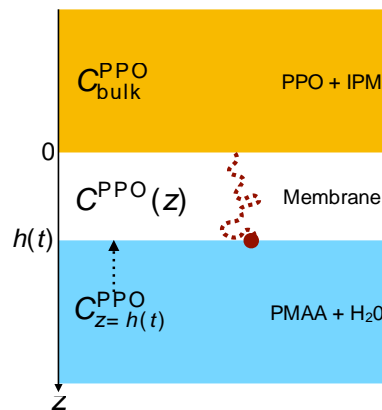 C^PPO_bulk PPO + IPM
0
C^PPO(z) Membrane
h(t)
C^PPO_z= h(t) PMAA + H₂0
z